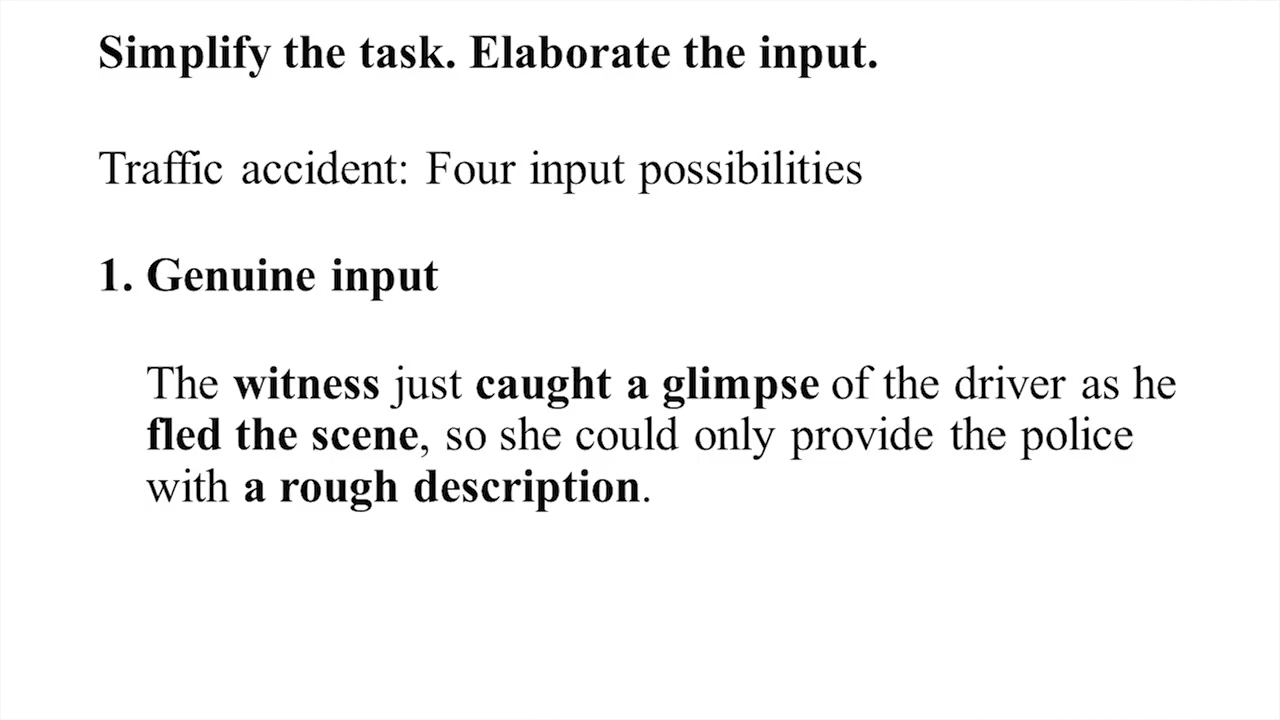 Simplify the task. Elaborate the input.
Traffic accident: Four input possibilities
1. Genuine input
The witness just caught a glimpse of the driver as he
fled the scene, so she could only provide the police
with a rough description.